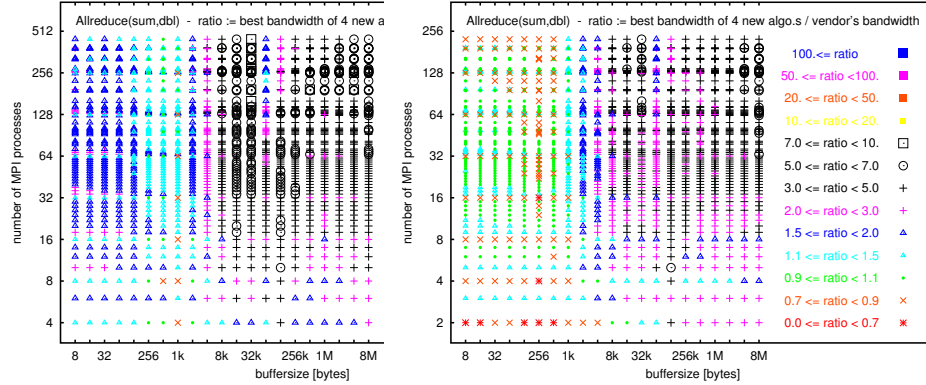 Allreduce(sum,dbl) - ratio := best bandwidth of 4 new a
number of MPI processes
512
256
128
64
32
16
8
4
8 32 256 1k 8k 32k 256k 1M 8M
buffersize [bytes]
Allreduce(sum,dbl) - ratio := best bandwidth of 4 new algo.s / vendor's bandwidth
number of MPI processes
512
128
64
32
16
8
4
2
8 32 256 1k 8k 32k 256k 1M 8M
buffersize [bytes]
100.<= ratio
50. <= ratio <100.
20 <= ratio < 50.
10. <= ratio < 20
7.0 <= ratio < 10.
5.0 <= ratio < 7.0
3.0 <= ratio < 5.0
2.0 <= ratio < 3.0
1.5 <= ratio < 2.0
1.1 <= ratio < 1.5
0.9 <= ratio < 1.1
0.7 <= ratio < 0.9
0.0 <= ratio < 0.7